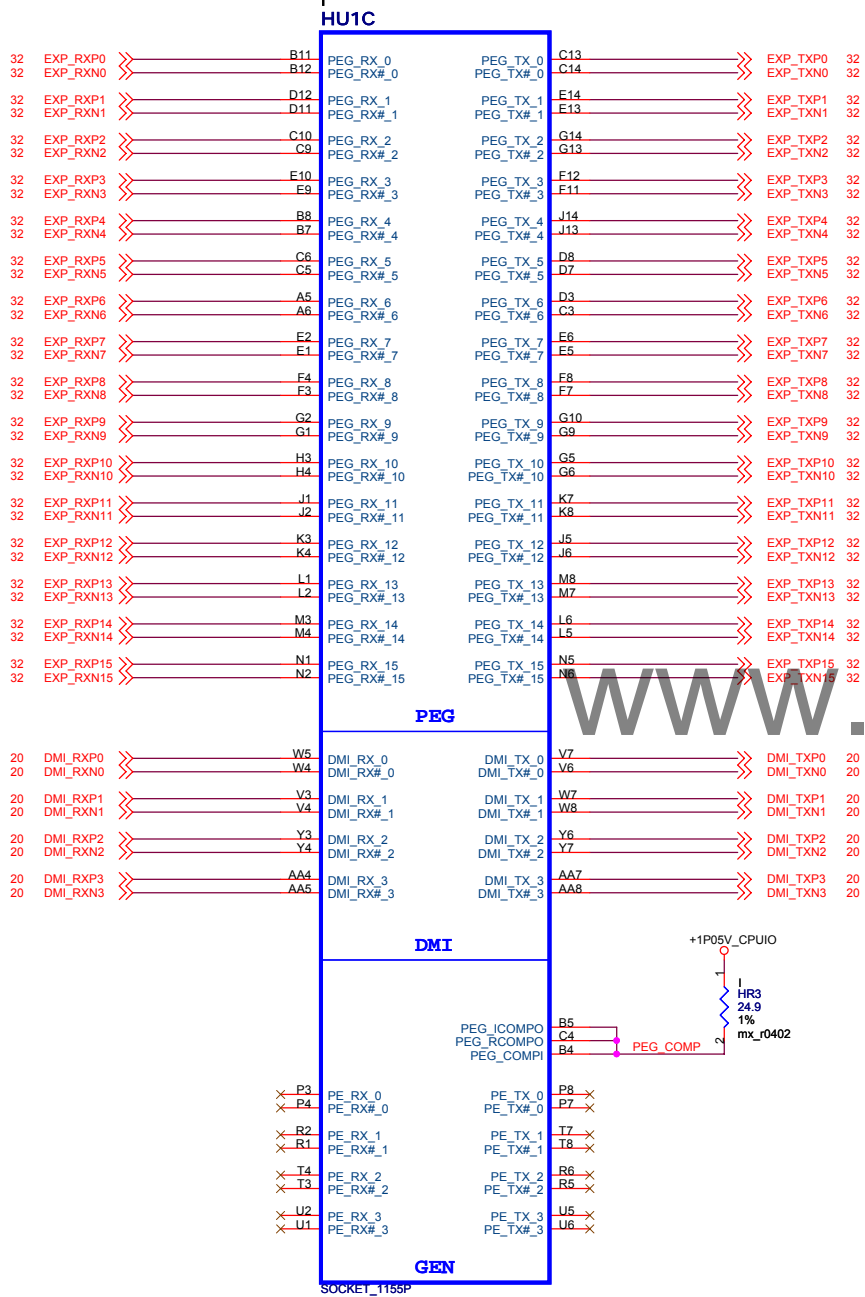 HU1C
32 EXP_RXP0 B11 PEG_RX_0 PEG_TX_0 C13 EXP_TXP0 32
32 EXP_RXN0 B12 PEG_RX#_0 PEG_TX#_0 C14 EXP_TXN0 32
32 EXP_RXP1 D12 PEG_RX_1 PEG_TX_1 E14 EXP_TXP1 32
32 EXP_RXN1 D11 PEG_RX#_1 PEG_TX#_1 E13 EXP_TXN1 32
32 EXP_RXP2 C10 PEG_RX_2 PEG_TX_2 G14 EXP_TXP2 32
32 EXP_RXN2 C9 PEG_RX#_2 PEG_TX#_2 G13 EXP_TXN2 32
32 EXP_RXP3 E10 PEG_RX_3 PEG_TX_3 F12 EXP_TXP3 32
32 EXP_RXN3 E9 PEG_RX#_3 PEG_TX#_3 F11 EXP_TXN3 32
32 EXP_RXP4 B8 PEG_RX_4 PEG_TX_4 J14 EXP_TXP4 32
32 EXP_RXN4 B7 PEG_RX#_4 PEG_TX#_4 J13 EXP_TXN4 32
32 EXP_RXP5 C6 PEG_RX_5 PEG_TX_5 D8 EXP_TXP5 32
32 EXP_RXN5 C5 PEG_RX#_5 PEG_TX#_5 D7 EXP_TXN5 32
32 EXP_RXP6 A5 PEG_RX_6 PEG_TX_6 D3 EXP_TXP6 32
32 EXP_RXN6 A6 PEG_RX#_6 PEG_TX#_6 C3 EXP_TXN6 32
32 EXP_RXP7 E2 PEG_RX_7 PEG_TX_7 E6 EXP_TXP7 32
32 EXP_RXN7 E1 PEG_RX#_7 PEG_TX#_7 E5 EXP_TXN7 32
32 EXP_RXP8 F4 PEG_RX_8 PEG_TX_8 F8 EXP_TXP8 32
32 EXP_RXN8 F3 PEG_RX#_8 PEG_TX#_8 F7 EXP_TXN8 32
32 EXP_RXP9 G2 PEG_RX_9 PEG_TX_9 G10 EXP_TXP9 32
32 EXP_RXN9 G1 PEG_RX#_9 PEG_TX#_9 G9 EXP_TXN9 32
32 EXP_RXP10 H3 PEG_RX_10 PEG_TX_10 G5 EXP_TXP10 32
32 EXP_RXN10 H4 PEG_RX#_10 PEG_TX#_10 G6 EXP_TXN10 32
32 EXP_RXP11 J1 PEG_RX_11 PEG_TX_11 K7 EXP_TXP11 32
32 EXP_RXN11 J2 PEG_RX#_11 PEG_TX#_11 K8 EXP_TXN11 32
32 EXP_RXP12 K3 PEG_RX_12 PEG_TX_12 J5 EXP_TXP12 32
32 EXP_RXN12 K4 PEG_RX#_12 PEG_TX#_12 J6 EXP_TXN12 32
32 EXP_RXP13 L1 PEG_RX_13 PEG_TX_13 M8 EXP_TXP13 32
32 EXP_RXN13 L2 PEG_RX#_13 PEG_TX#_13 M7 EXP_TXN13 32
32 EXP_RXP14 M3 PEG_RX_14 PEG_TX_14 L6 EXP_TXP14 32
32 EXP_RXN14 M4 PEG_RX#_14 PEG_TX#_14 L5 EXP_TXN14 32
32 EXP_RXP15 N1 PEG_RX_15 PEG_TX_15 N5 EXP_TXP15 32
32 EXP_RXN15 N2 PEG_RX#_15 PEG_TX#_15 N6 EXP_TXN15 32
www.
PEG
20 DMI_RXP0 W5 DMI_RX_0 DMI_TX_0 V7 DMI_TXP0 20
20 DMI_RXN0 W4 DMI_RX#_0 DMI_TX#_0 V6 DMI_TXN0 20
20 DMI_RXP1 V3 DMI_RX_1 DMI_TX_1 W7 DMI_TXP1 20
20 DMI_RXN1 V4 DMI_RX#_1 DMI_TX#_1 W8 DMI_TXN1 20
20 DMI_RXP2 Y3 DMI_RX_2 DMI_TX_2 Y6 DMI_TXP2 20
20 DMI_RXN2 Y4 DMI_RX#_2 DMI_TX#_2 Y7 DMI_TXN2 20
20 DMI_RXP3 AA4 DMI_RX_3 DMI_TX_3 AA7 DMI_TXP3 20
20 DMI_RXN3 AA5 DMI_RX#_3 DMI_TX#_3 AA8 DMI_TXN3 20
DMI
+1P05V_CPUIO
1
I
HR3
24.9
1%
mx_r0402
2
PEG_ICOMPO B5
PEG_RCOMPO C4
PEG_COMPI B4 PEG_COMP
P3 PE_RX_0 PE_TX_0 P8
P4 PE_RX#_0 PE_TX#_0 P7
R2 PE_RX_1 PE_TX_1 T7
R1 PE_RX#_1 PE_TX#_1 T8
T4 PE_RX_2 PE_TX_2 R6
T3 PE_RX#_2 PE_TX#_2 R5
U2 PE_RX_3 PE_TX_3 U5
U1 PE_RX#_3 PE_TX#_3 U6
GEN
SOCKET_1155P